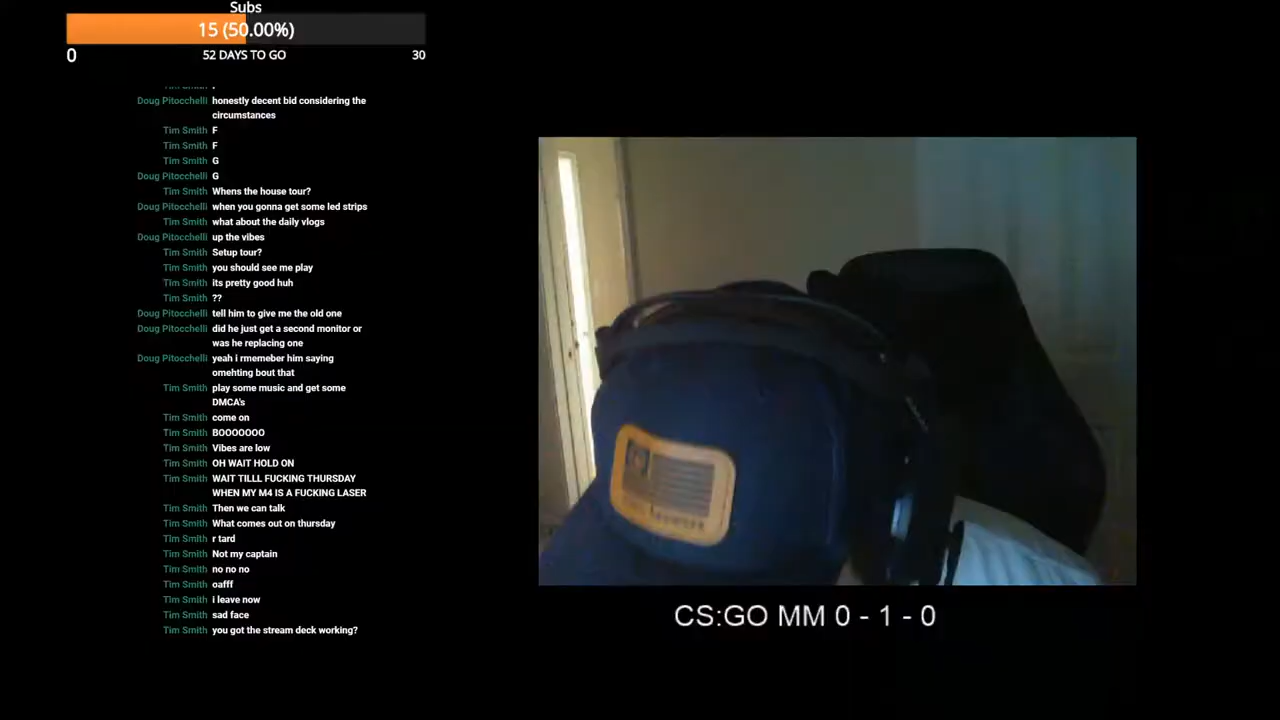 Subs
15 (50.00%)
0
52 DAYS TO GO
30
Doug Pitocchelli honestly decent bid considering the
circumstances
Tim Smith F
Tim Smith F
Tim Smith G
Doug Pitocchelli G
Tim Smith Whens the house tour?
Doug Pitocchelli when you gonna get some led strips
Tim Smith what about the daily vlogs
Doug Pitocchelli up the vibes
Tim Smith Setup tour?
Tim Smith you should see me play
Tim Smith its pretty good huh
Tim Smith ??
Doug Pitocchelli tell him to give me the old one
Doug Pitocchelli did he just get a second monitor or
was he replacing one
Doug Pitocchelli yeah i rmemeber him saying
omehting bout that
Tim Smith play some music and get some
DMCA's
Tim Smith come on
Tim Smith BOOOOOOO
Tim Smith Vibes are low
Tim Smith OH WAIT HOLD ON
Tim Smith WAIT TILLL FUCKING THURSDAY
WHEN MY M4 IS A FUCKING LASER
Tim Smith Then we can talk
Tim Smith What comes out on thursday
Tim Smith r tard
Tim Smith Not my captain
Tim Smith no no no
Tim Smith oafff
Tim Smith i leave now
Tim Smith sad face
Tim Smith you got the stream deck working?
CS:GO MM 0 - 1 - 0